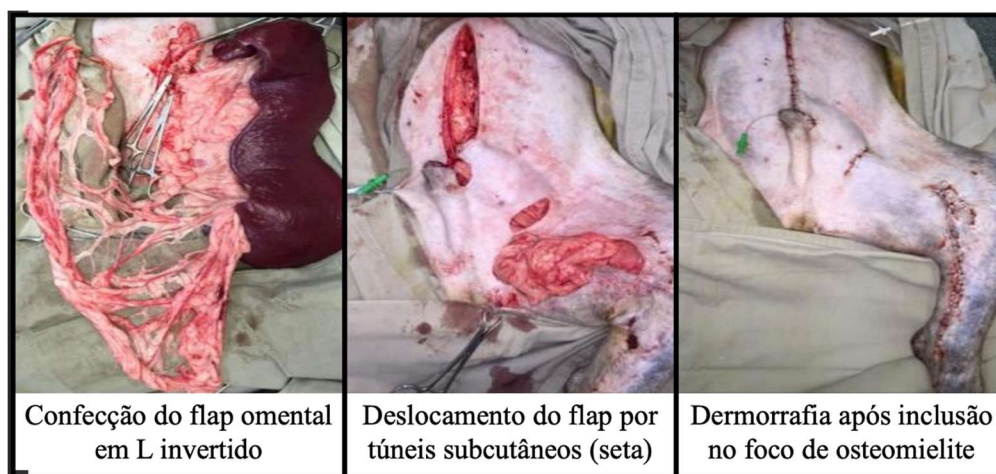 Confecção do flap omental
em L invertido
Deslocamento do flap por
túneis subcutâneos (seta)
Dermorrafia após inclusão
no foco de osteomielite